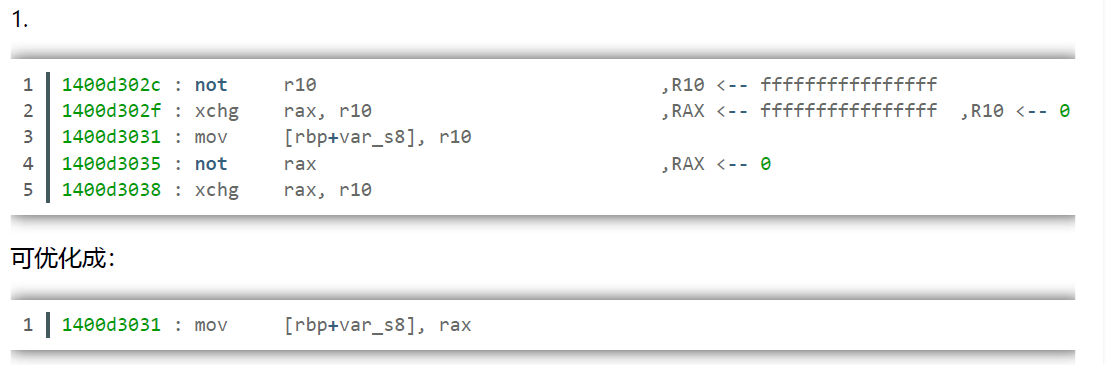 1.
1 1400d302c : not r10 ,R10 <-- ffffffffffffffff
2 1400d302f : xchg rax, r10 ,RAX <-- ffffffffffffffff ,R10 <-- 0
3 1400d3031 : mov [rbp+var_s8], r10
4 1400d3035 : not rax ,RAX <-- 0
5 1400d3038 : xchg rax, r10
可优化成：
1 1400d3031 : mov [rbp+var_s8], rax